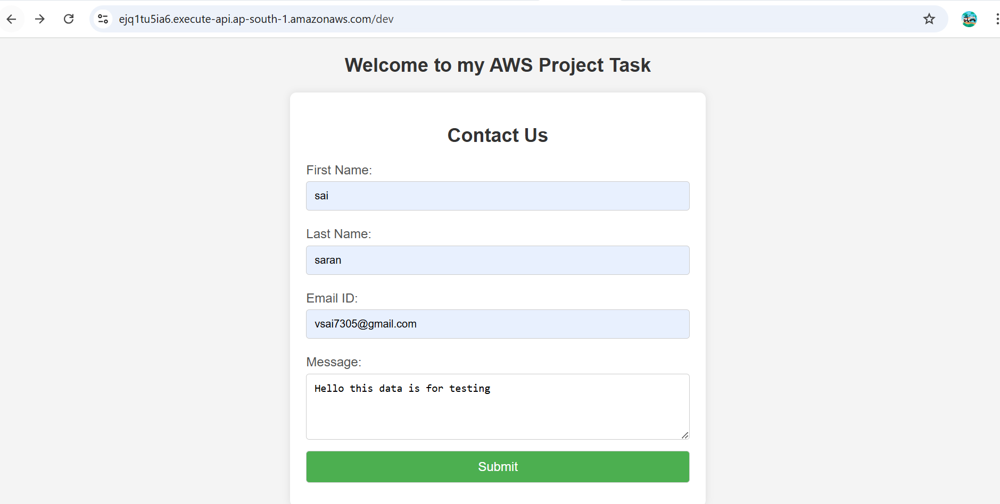 ejq1tu5ia6.execute-api.ap-south-1.amazonaws.com/dev
Welcome to my AWS Project Task
Contact Us
First Name:
sai
Last Name:
saran
Email ID:
vsai7305@gmail.com
Message:
Hello this data is for testing
Submit